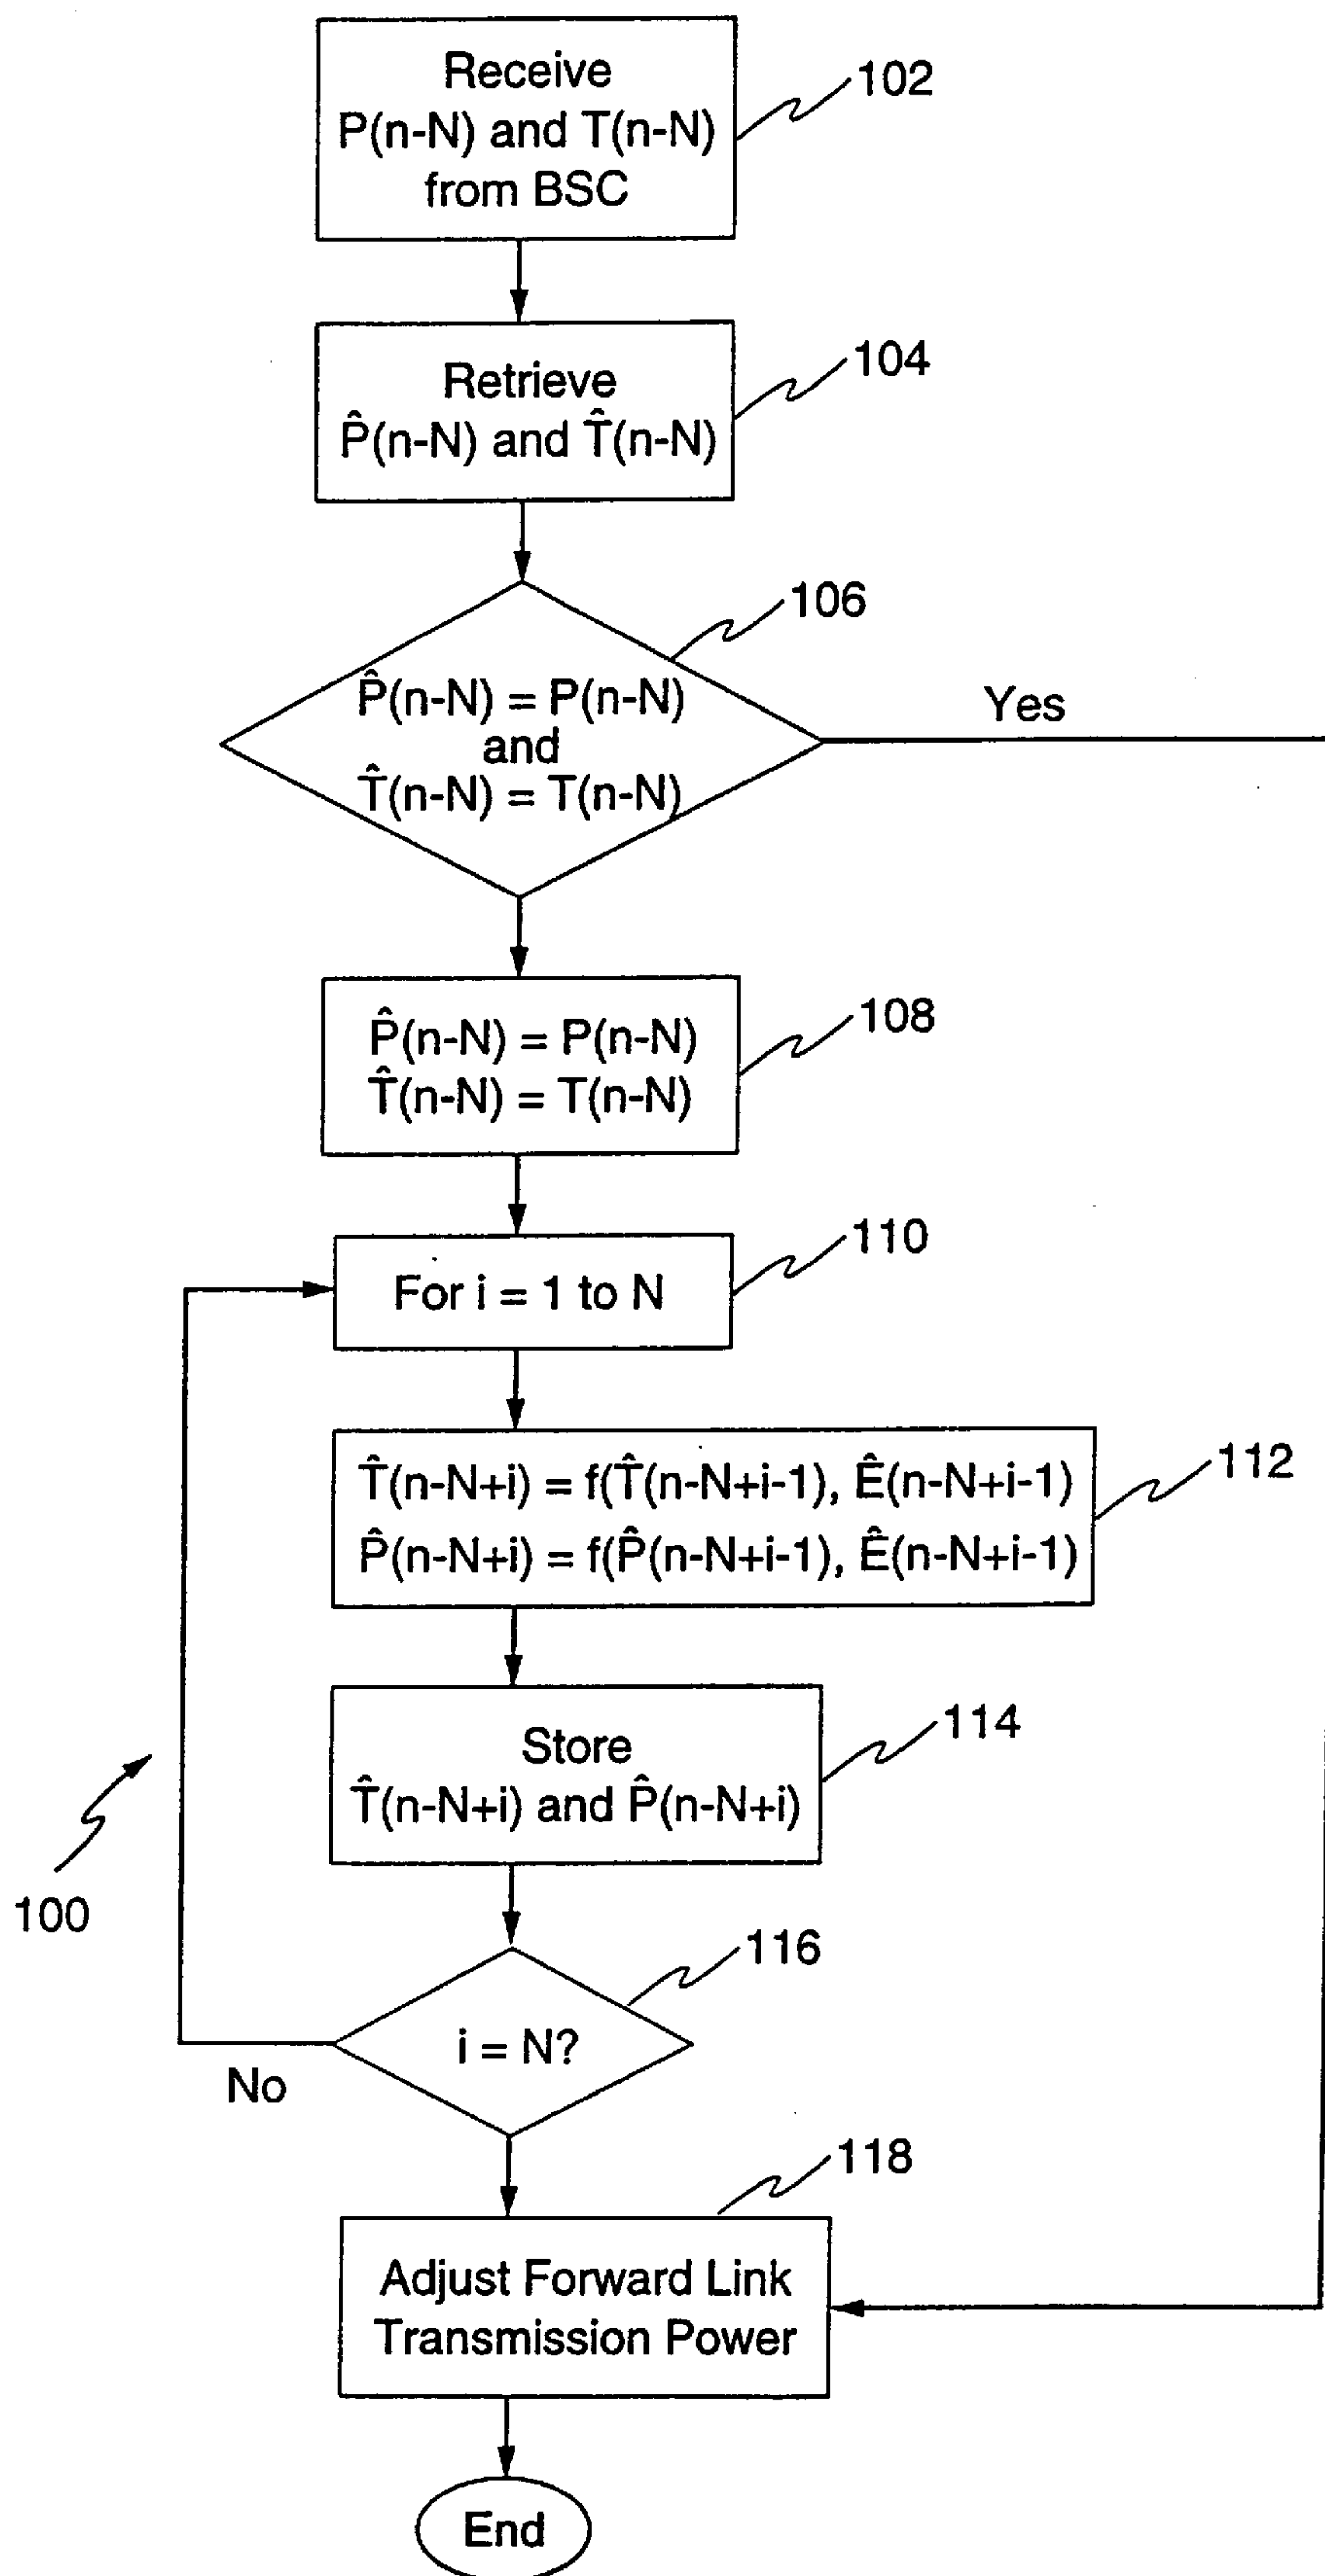 Receive
P(n-N) and T(n-N)
from BSC
102
Retrieve
P̂(n-N) and T̂(n-N)
104
106
P̂(n-N) = P(n-N)
and
T̂(n-N) = T(n-N)
Yes
P̂(n-N) = P(n-N)
T̂(n-N) = T(n-N)
108
For i = 1 to N
110
T̂(n-N+i) = f(T̂(n-N+i-1), Ê(n-N+i-1)
P̂(n-N+i) = f(P̂(n-N+i-1), Ê(n-N+i-1)
112
Store
T̂(n-N+i) and P̂(n-N+i)
114
100
116
i = N?
No
118
Adjust Forward Link
Transmission Power
End